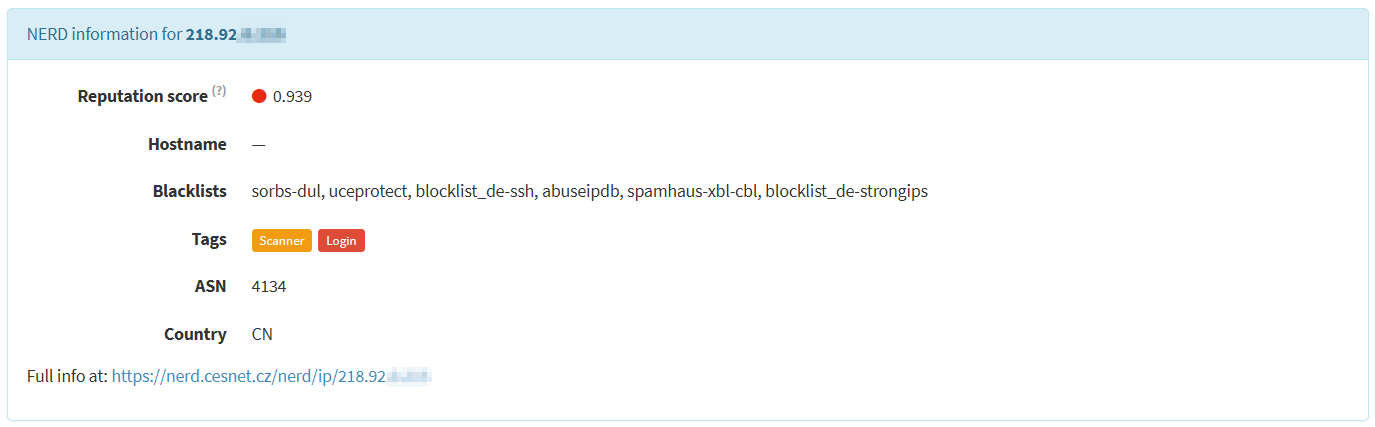 NERD information for 218.92
Reputation score (?) 0.939
Hostname —
Blacklists sorbs-dul, uceprotect, blocklist_de-ssh, abuseipdb, spamhaus-xbl-cbl, blocklist_de-strongips
Tags Scanner Login
ASN 4134
Country CN
Full info at: https://nerd.cesnet.cz/nerd/ip/218.92